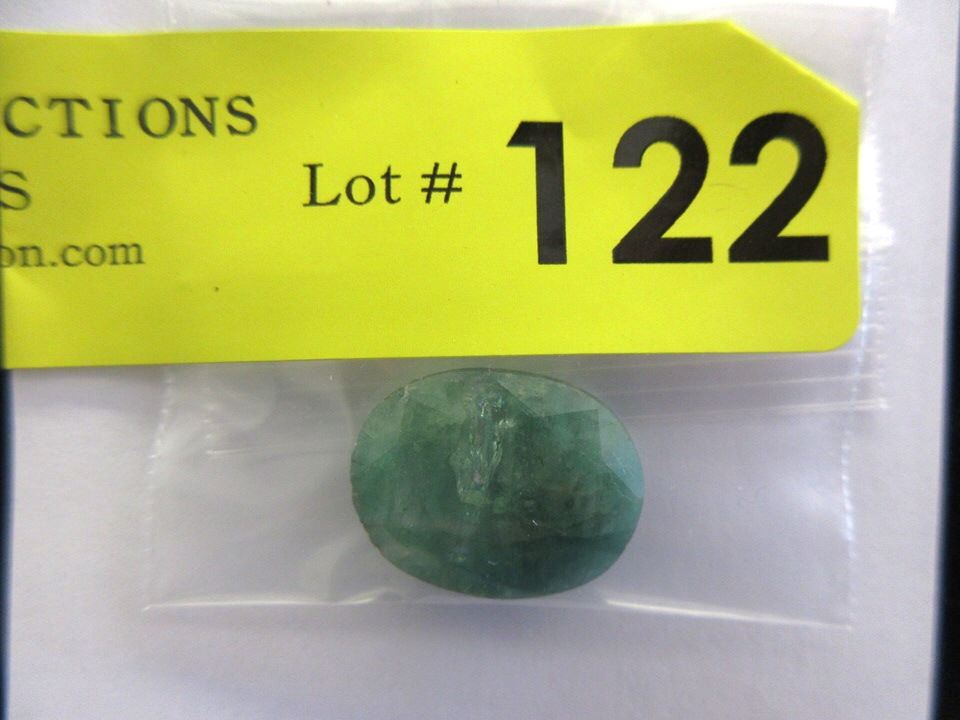 CTIONS
S
Lot # 122
on.com